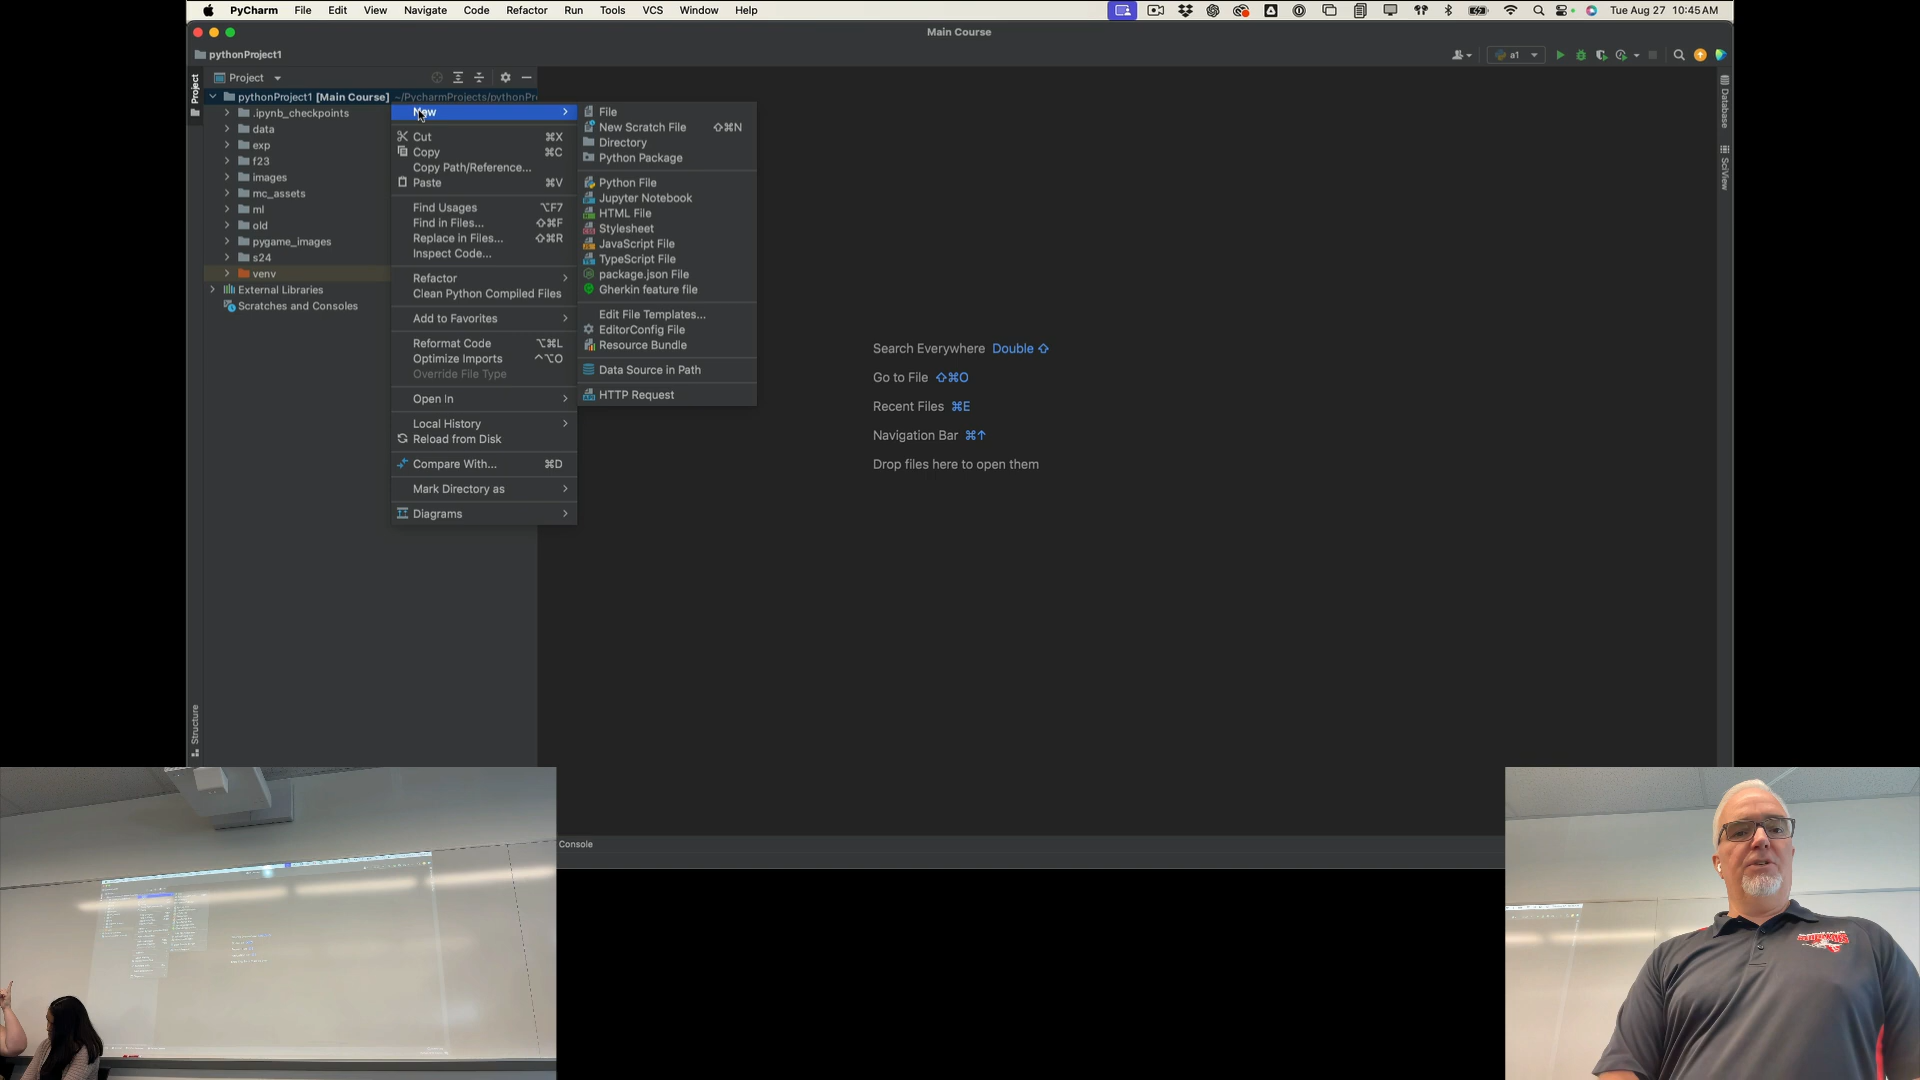 PyCharm File Edit View Navigate Code Refactor Run Tools VCS Window Help Tue Aug 27 10:45 AM
Main Course
pythonProject1
a1
Project
Project
pythonProject1 [Main Course] ~/PycharmProjects/pythonPr
.ipynb_checkpoints
data
exp
f23
images
mc_assets
ml
old
pygame_images
s24
venv
External Libraries
Scratches and Consoles
New
Cut ⌘X
Copy ⌘C
Copy Path/Reference...
Paste ⌘V
Find Usages ⌥F7
Find in Files... ⇧⌘F
Replace in Files... ⇧⌘R
Inspect Code...
Refactor
Clean Python Compiled Files
Add to Favorites
Reformat Code ⌥⌘L
Optimize Imports ^⌥O
Override File Type
Open In
Local History
Reload from Disk
Compare With... ⌘D
Mark Directory as
Diagrams
File
New Scratch File ⇧⌘N
Directory
Python Package
Python File
Jupyter Notebook
HTML File
Stylesheet
JavaScript File
TypeScript File
package.json File
Gherkin feature file
Edit File Templates...
EditorConfig File
Resource Bundle
Data Source in Path
HTTP Request
Search Everywhere Double ⇧
Go to File ⇧⌘O
Recent Files ⌘E
Navigation Bar ⌘↑
Drop files here to open them
Database
SciView
Structure
Console